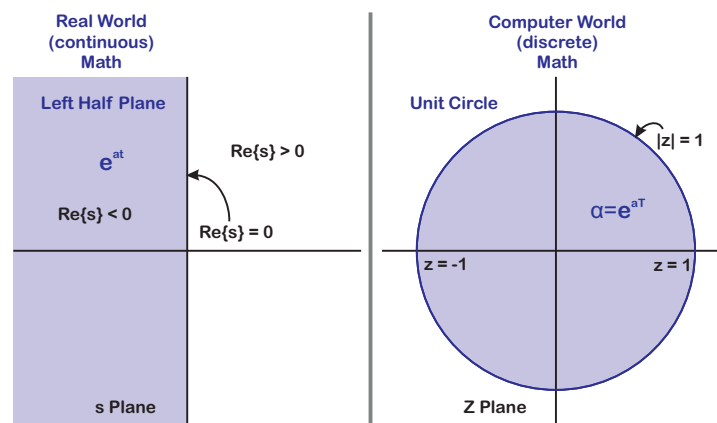 Real World
(continuous)
Math
Left Half Plane
e^at
Re{s} > 0
Re{s} < 0
Re{s} = 0
s Plane
Computer World
(discrete)
Math
Unit Circle
|z| = 1
α=e^aT
z = -1
z = 1
Z Plane